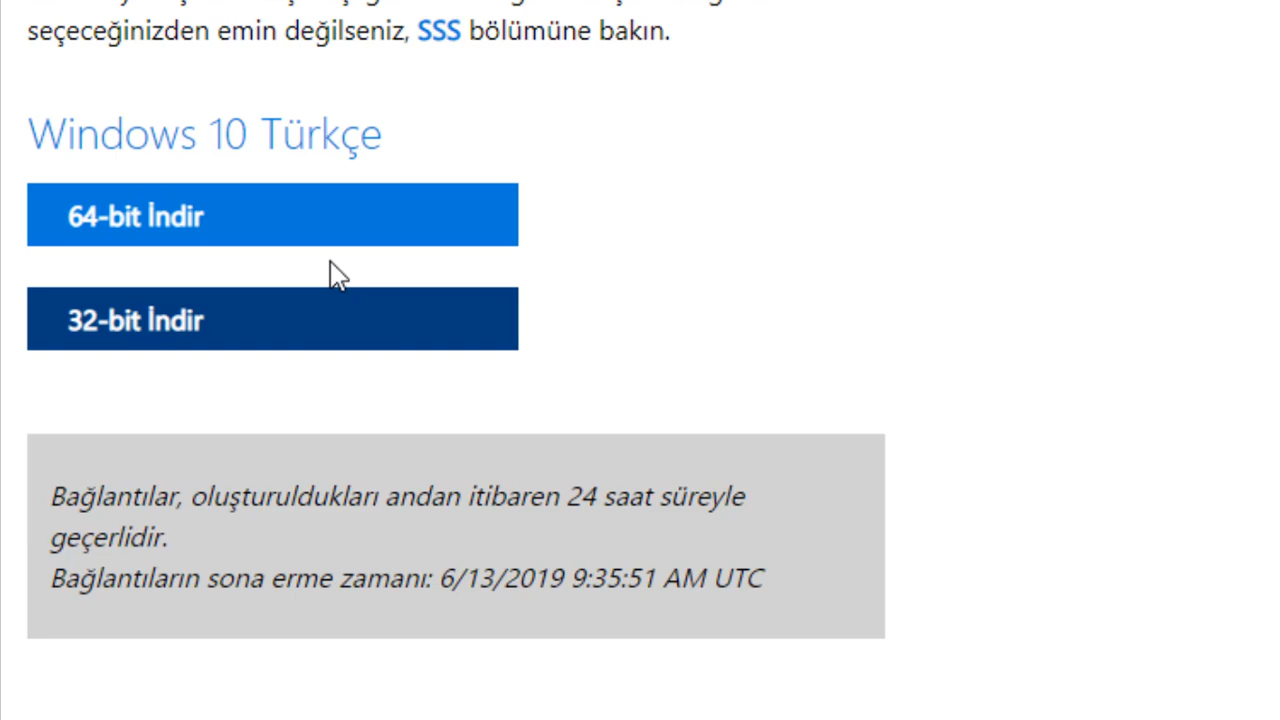 seçeceğinizden emin değilseniz, SSS bölümüne bakın.
Windows 10 Türkçe
64-bit İndir
32-bit İndir
Bağlantılar, oluşturuldukları andan itibaren 24 saat süreyle
geçerlidir.
Bağlantıların sona erme zamanı: 6/13/2019 9:35:51 AM UTC